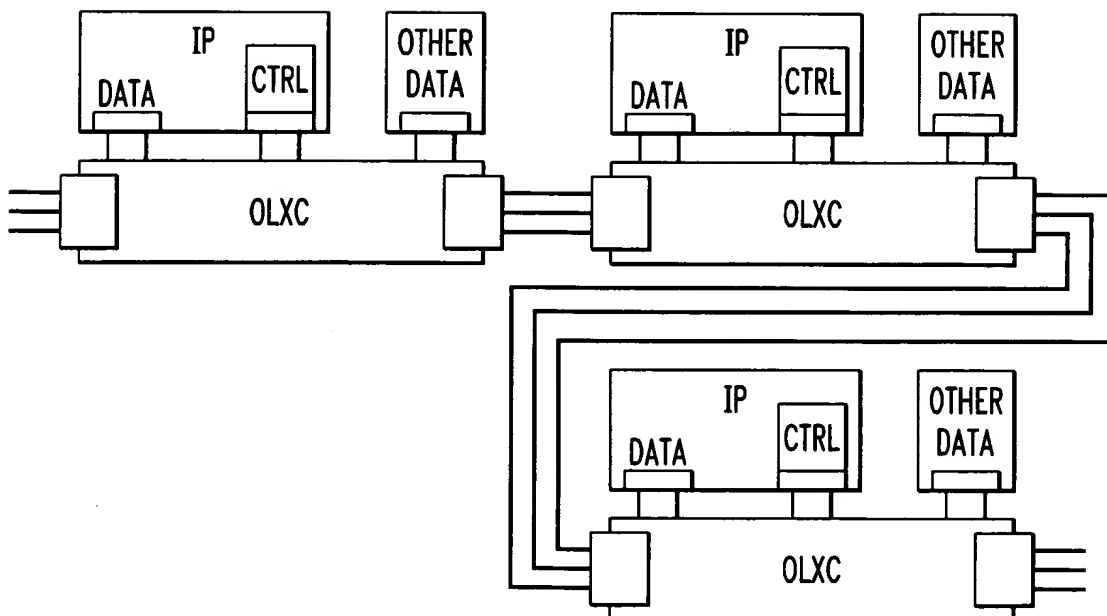 IP
CTRL
DATA
OTHER
DATA
OLXC
IP
CTRL
DATA
OTHER
DATA
OLXC
IP
CTRL
DATA
OTHER
DATA
OLXC